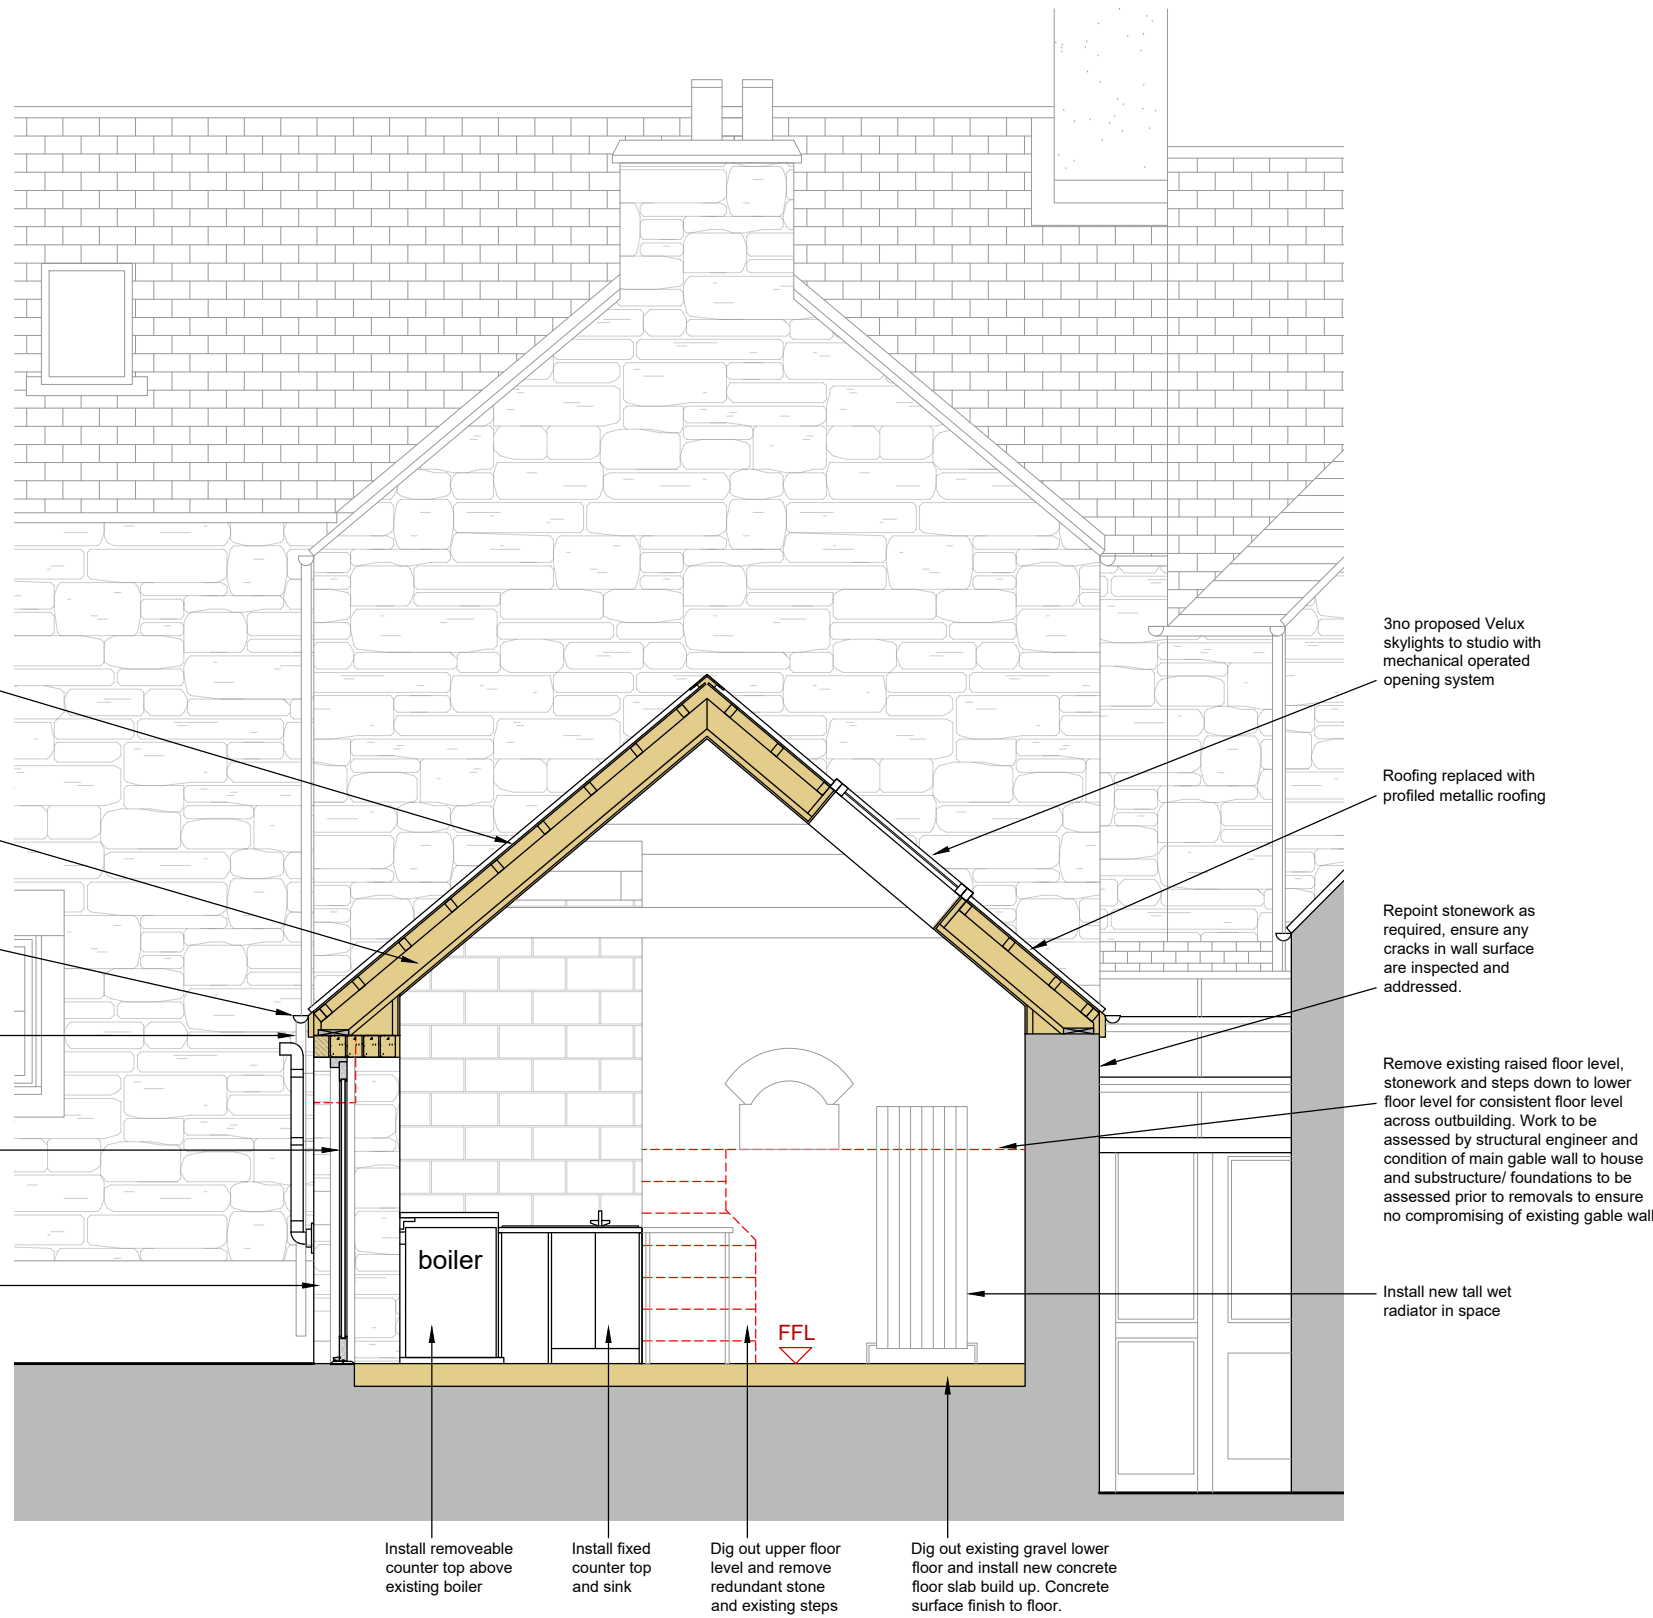 3no proposed Velux
skylights to studio with
mechanical operated
opening system
Roofing replaced with
profiled metallic roofing
Repoint stonework as
required, ensure any
cracks in wall surface
are inspected and
addressed.
Remove existing raised floor level,
stonework and steps down to lower
floor level for consistent floor level
across outbuilding. Work to be
assessed by structural engineer and
condition of main gable wall to house
and substructure/ foundations to be
assessed prior to removals to ensure
no compromising of existing gable wall
Install new tall wet
radiator in space
boiler
FFL
Install removeable
counter top above
existing boiler
Install fixed
counter top
and sink
Dig out upper floor
level and remove
redundant stone
and existing steps
Dig out existing gravel lower
floor and install new concrete
floor slab build up. Concrete
surface finish to floor.